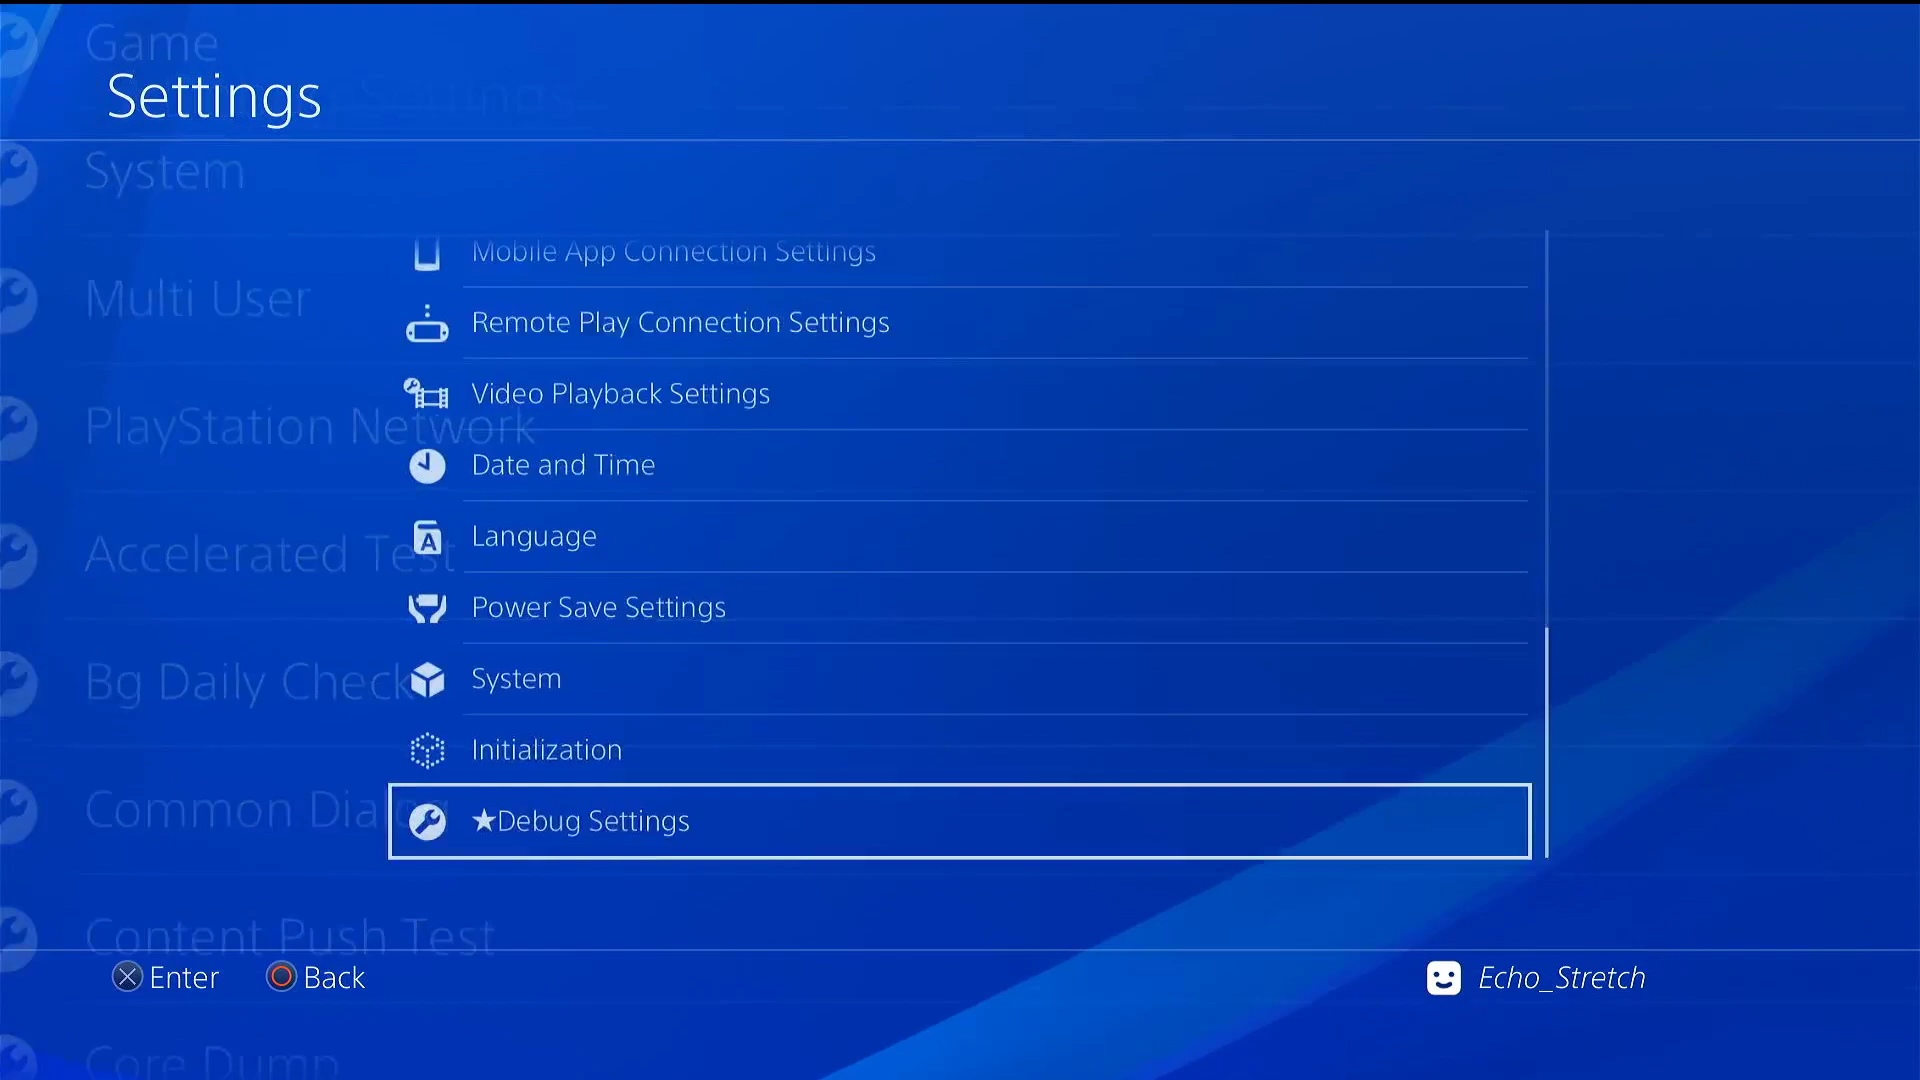 Game
Settings
Settings
System
Mobile App Connection Settings
Multi User
Remote Play Connection Settings
Video Playback Settings
PlayStation Network
Date and Time
Language
Accelerated Test
Power Save Settings
System
Bg Daily Check
Initialization
Common Dialog
★Debug Settings
Content Push Test
Enter
Back
Echo_Stretch
Core Dump